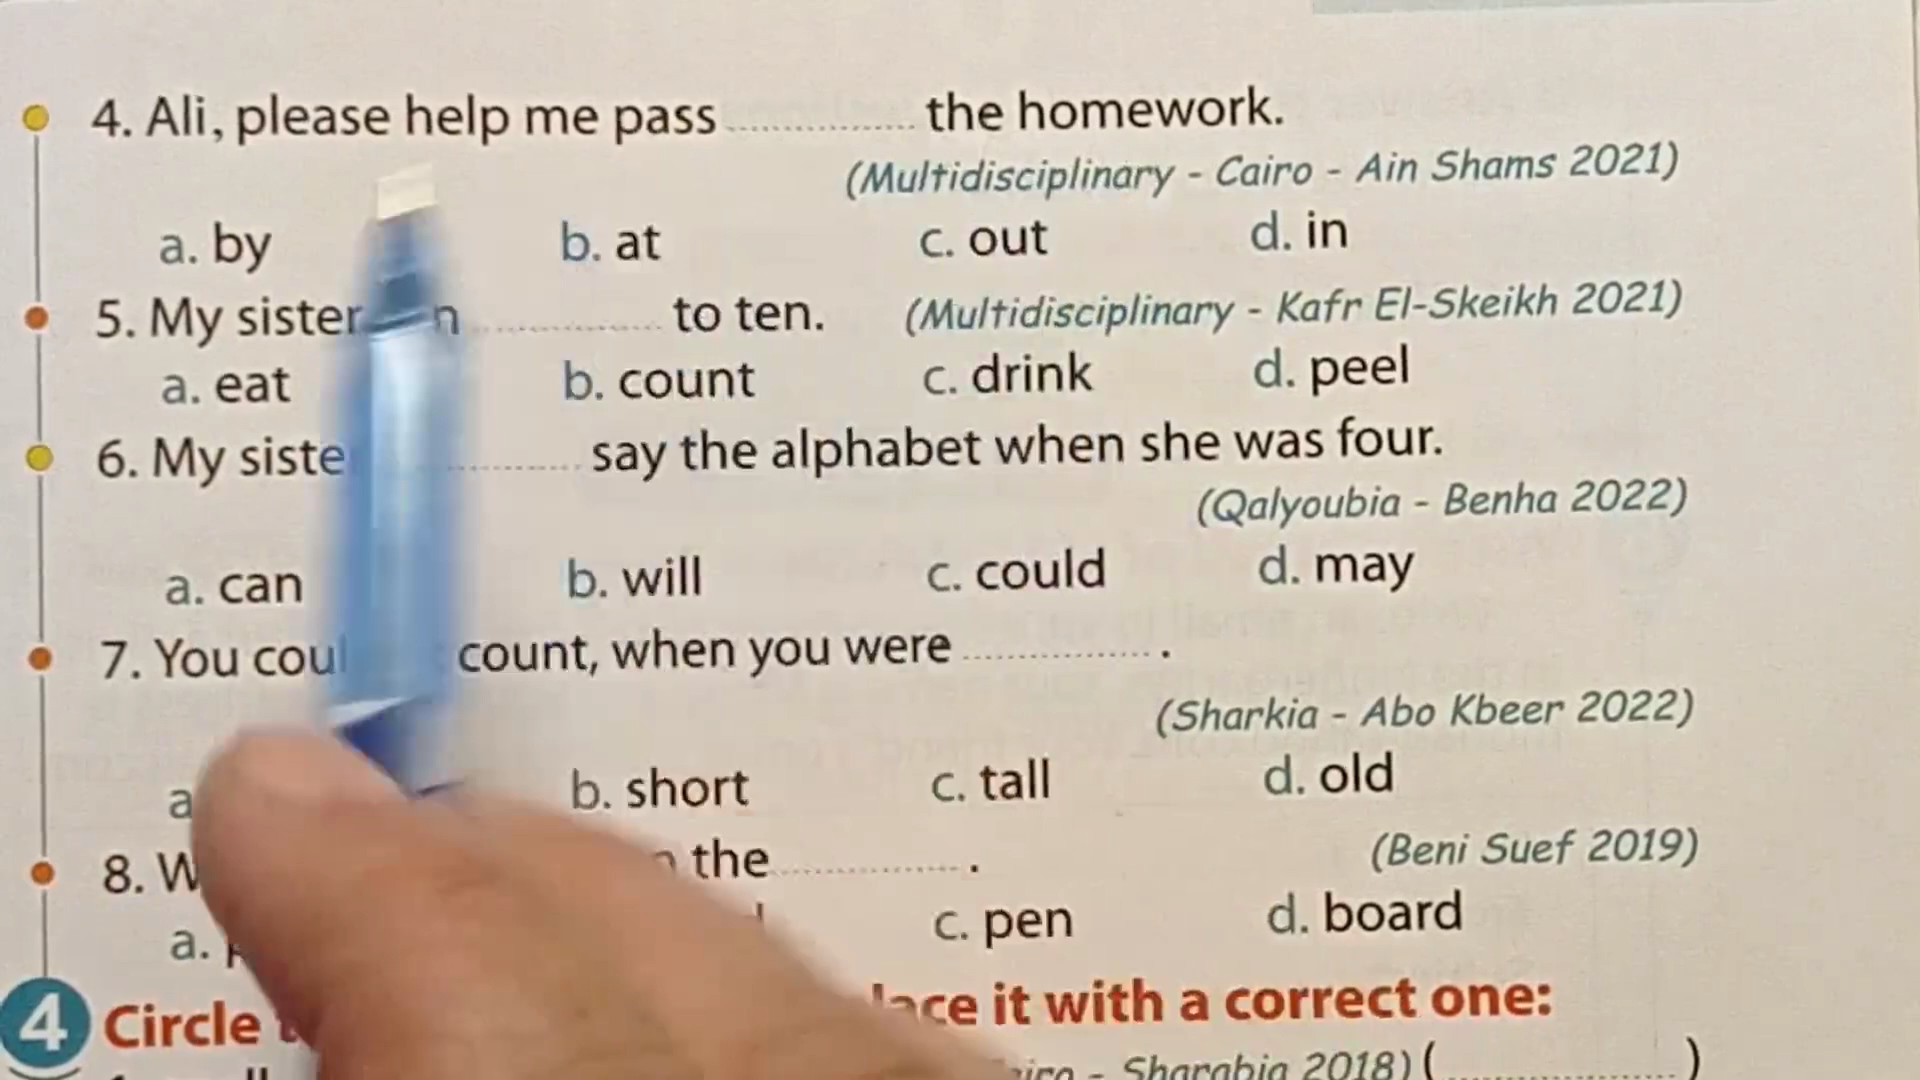 4. Ali, please help me pass ............... the homework.
(Multidisciplinary - Cairo - Ain Shams 2021)
a. by b. at c. out d. in
5. My sister ............... to ten. (Multidisciplinary - Kafr El-Skeikh 2021)
a. eat b. count c. drink d. peel
6. My ............... say the alphabet when she was four.
(Qalyoubia - Benha 2022)
a. can b. will c. could d. may
7. You count, when you were ............... .
(Sharkia - Abo Kbeer 2022)
b. short c. tall d. old
8. the ............... . (Beni Suef 2019)
a. c. pen d. board
4 Circle it with a correct one:
Sharabia 2018) (...............)